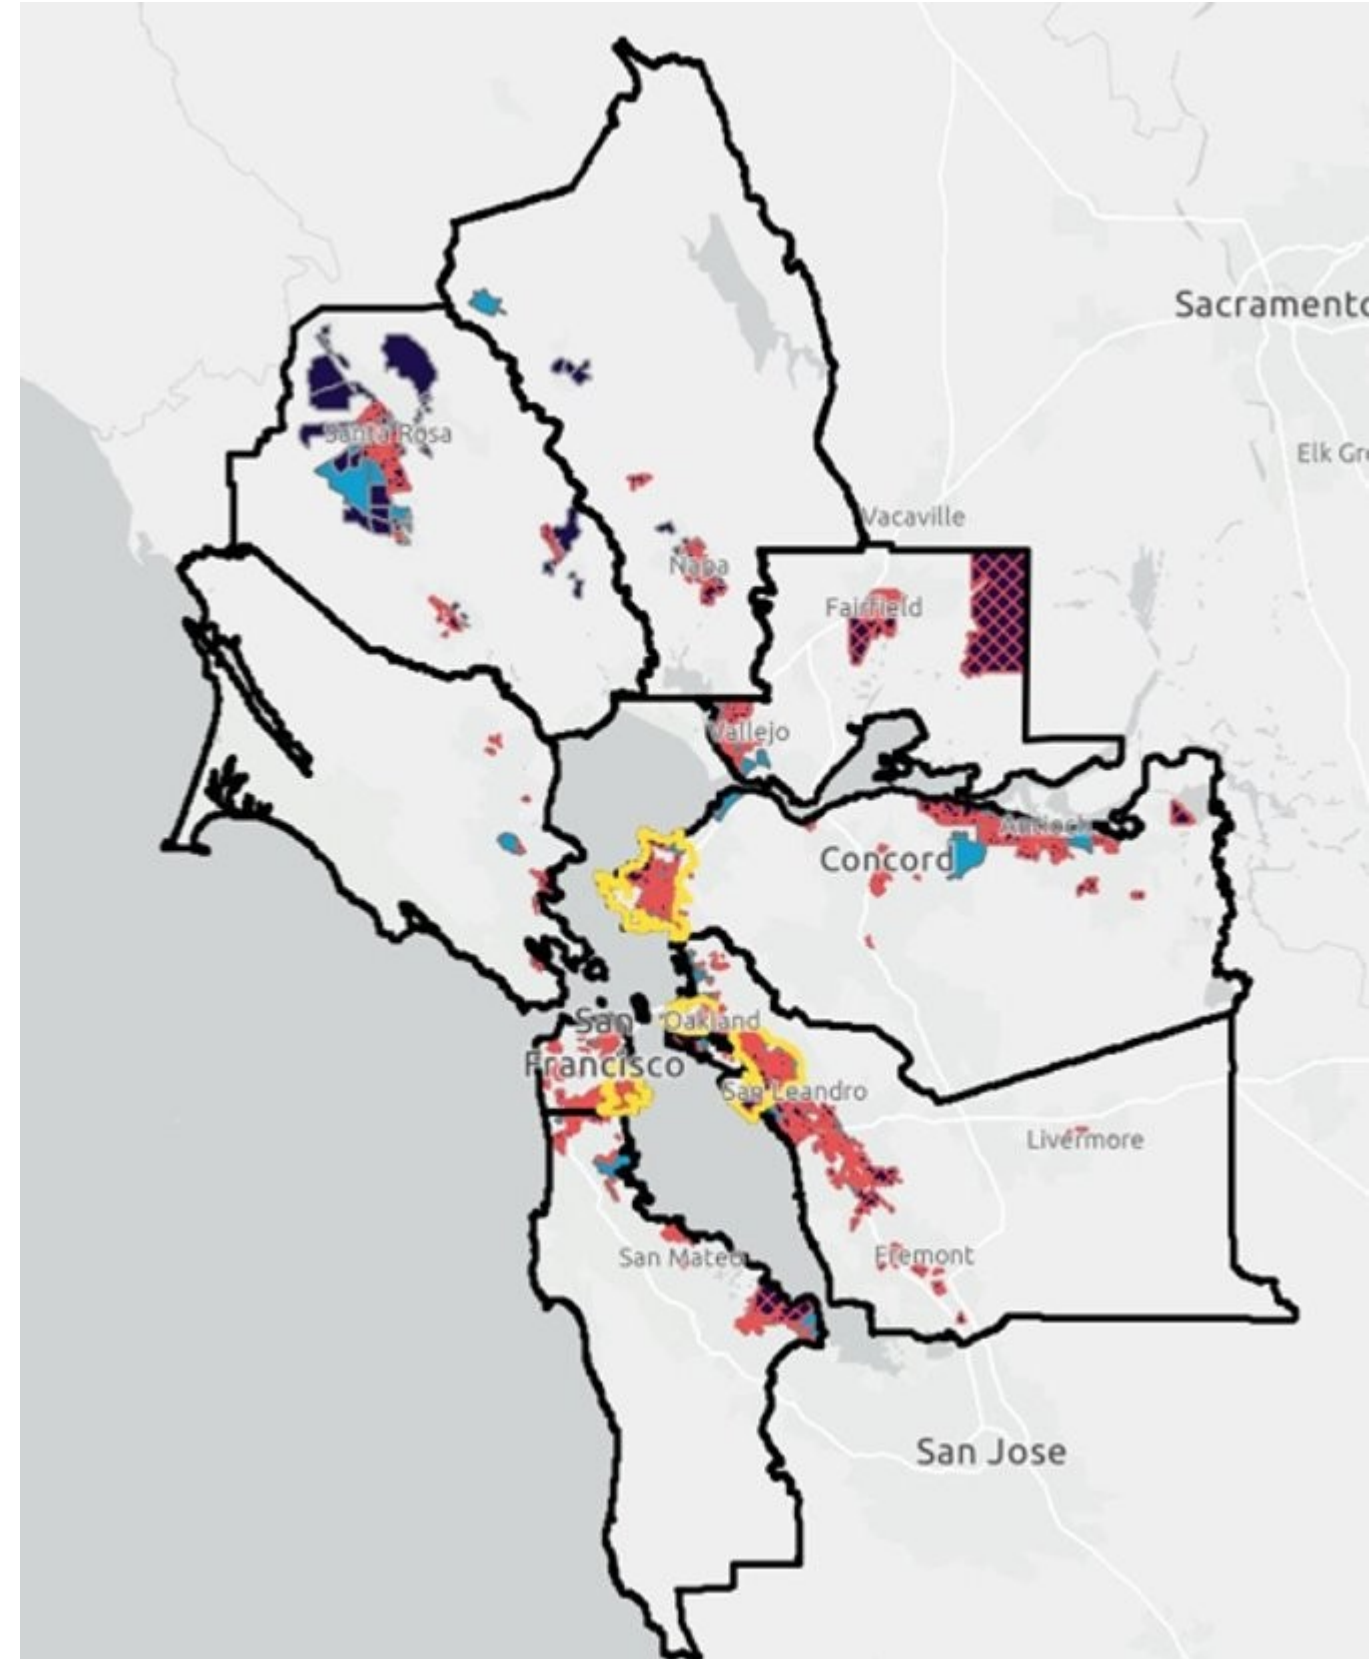 Sacramento
Santa Rosa
Elk Gr
Vacaville
Napa
Fairfield
Vallejo
Antioch
Concord
San
Francisco
Oakland
San Leandro
Livermore
San Mateo
Fremont
San Jose